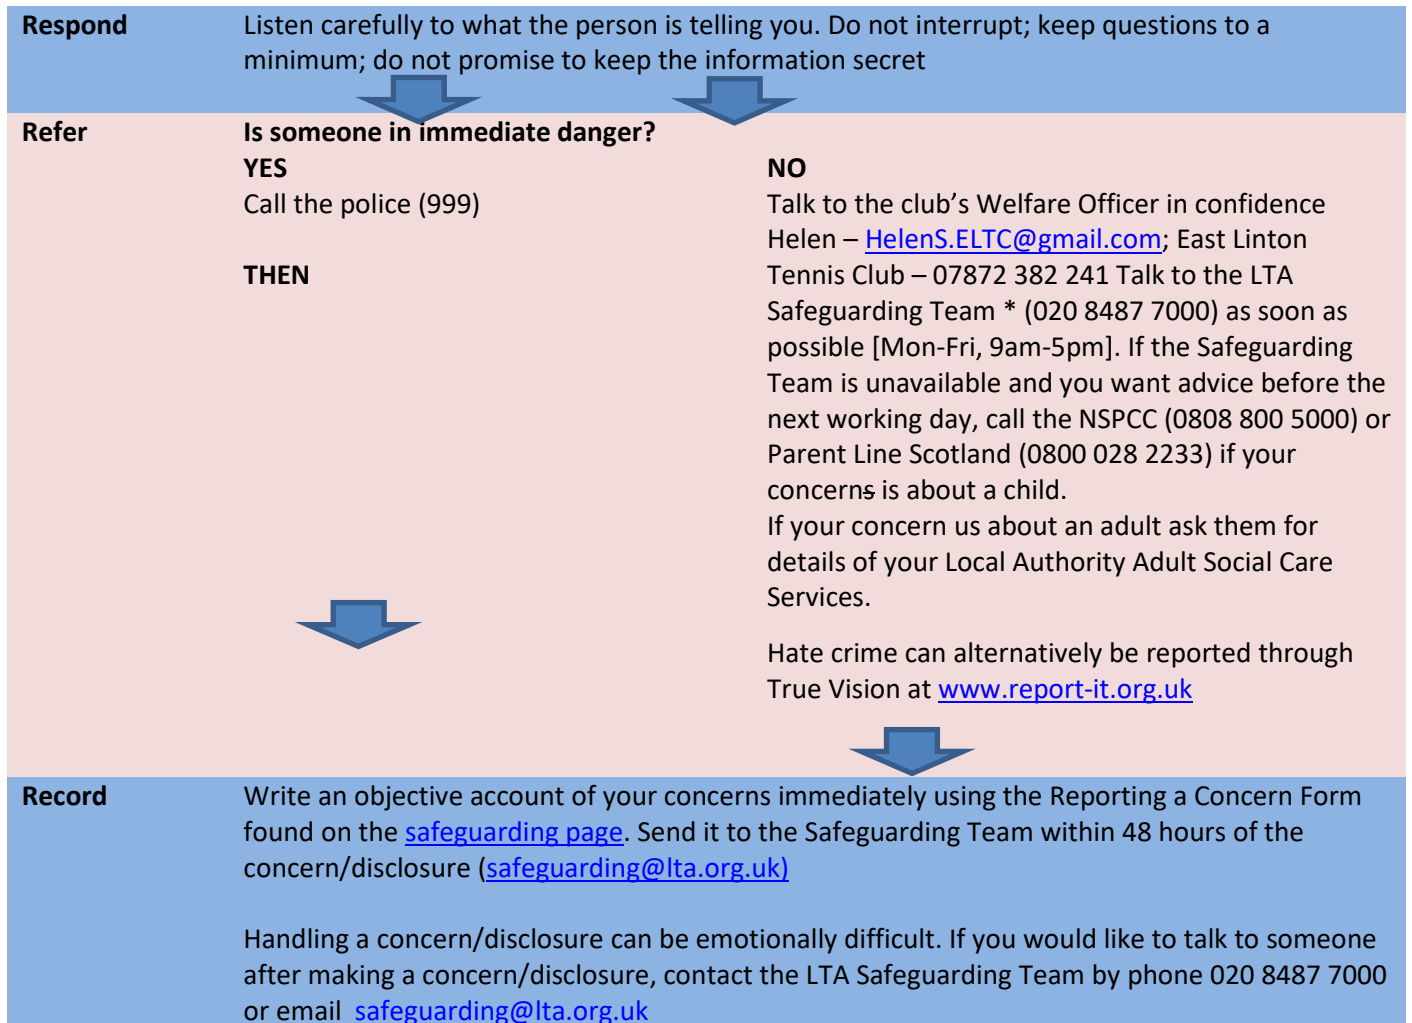 Respond
Listen carefully to what the person is telling you. Do not interrupt; keep questions to a
minimum; do not promise to keep the information secret
Refer
Is someone in immediate danger?
YES
Call the police (999)
THEN
NO
Talk to the club’s Welfare Officer in confidence
Helen – HelenS.ELTC@gmail.com; East Linton
Tennis Club – 07872 382 241 Talk to the LTA
Safeguarding Team * (020 8487 7000) as soon as
possible [Mon-Fri, 9am-5pm]. If the Safeguarding
Team is unavailable and you want advice before the
next working day, call the NSPCC (0808 800 5000) or
Parent Line Scotland (0800 028 2233) if your
concerns is about a child.
If your concern us about an adult ask them for
details of your Local Authority Adult Social Care
Services.
Hate crime can alternatively be reported through
True Vision at www.report-it.org.uk
Record
Write an objective account of your concerns immediately using the Reporting a Concern Form
found on the safeguarding page. Send it to the Safeguarding Team within 48 hours of the
concern/disclosure (safeguarding@lta.org.uk)
Handling a concern/disclosure can be emotionally difficult. If you would like to talk to someone
after making a concern/disclosure, contact the LTA Safeguarding Team by phone 020 8487 7000
or email safeguarding@lta.org.uk